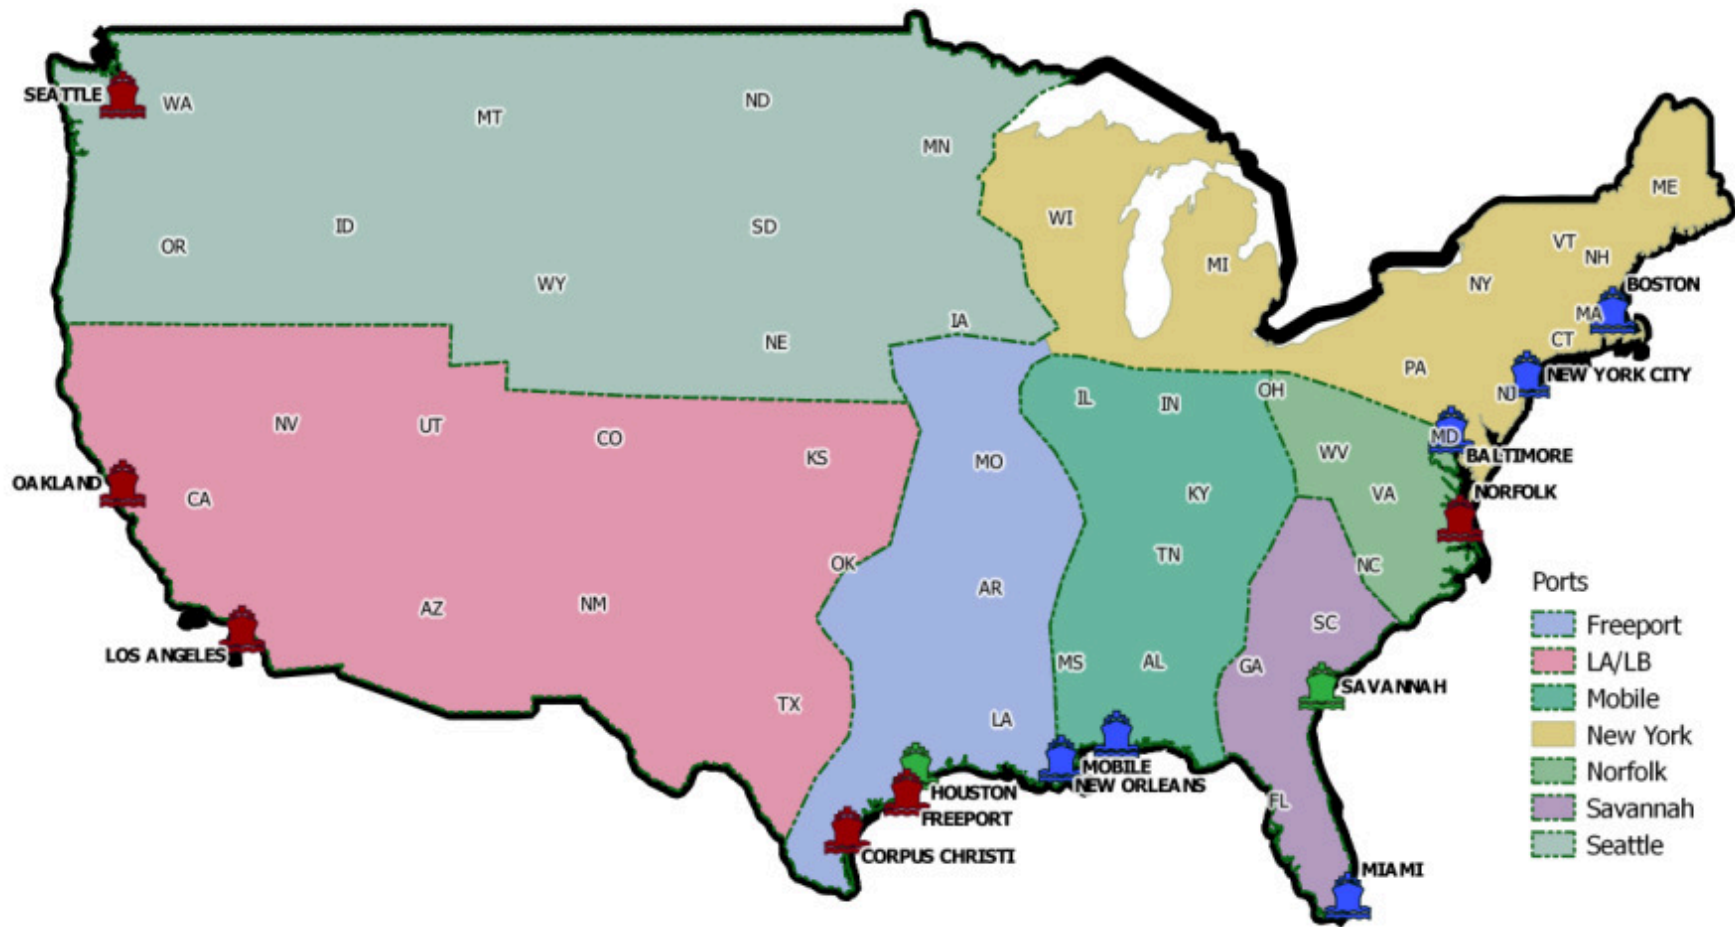 SEATTLE
WA
MT
ND
MN
OR
ID
WY
SD
NE
IA
WI
MI
ME
VT
NH
NY
BOSTON
MA
CT
PA
NJ
NEW YORK CITY
NV
UT
CO
KS
MO
IL
IN
OH
WV
MD
BALTIMORE
OAKLAND
CA
KY
VA
NORFOLK
AZ
NM
OK
AR
TN
NC
LOS ANGELES
TX
LA
MS
AL
GA
SC
SAVANNAH
MOBILE
NEW ORLEANS
HOUSTON
FREEPORT
CORPUS CHRISTI
FL
MIAMI
Ports
Freeport
LA/LB
Mobile
New York
Norfolk
Savannah
Seattle